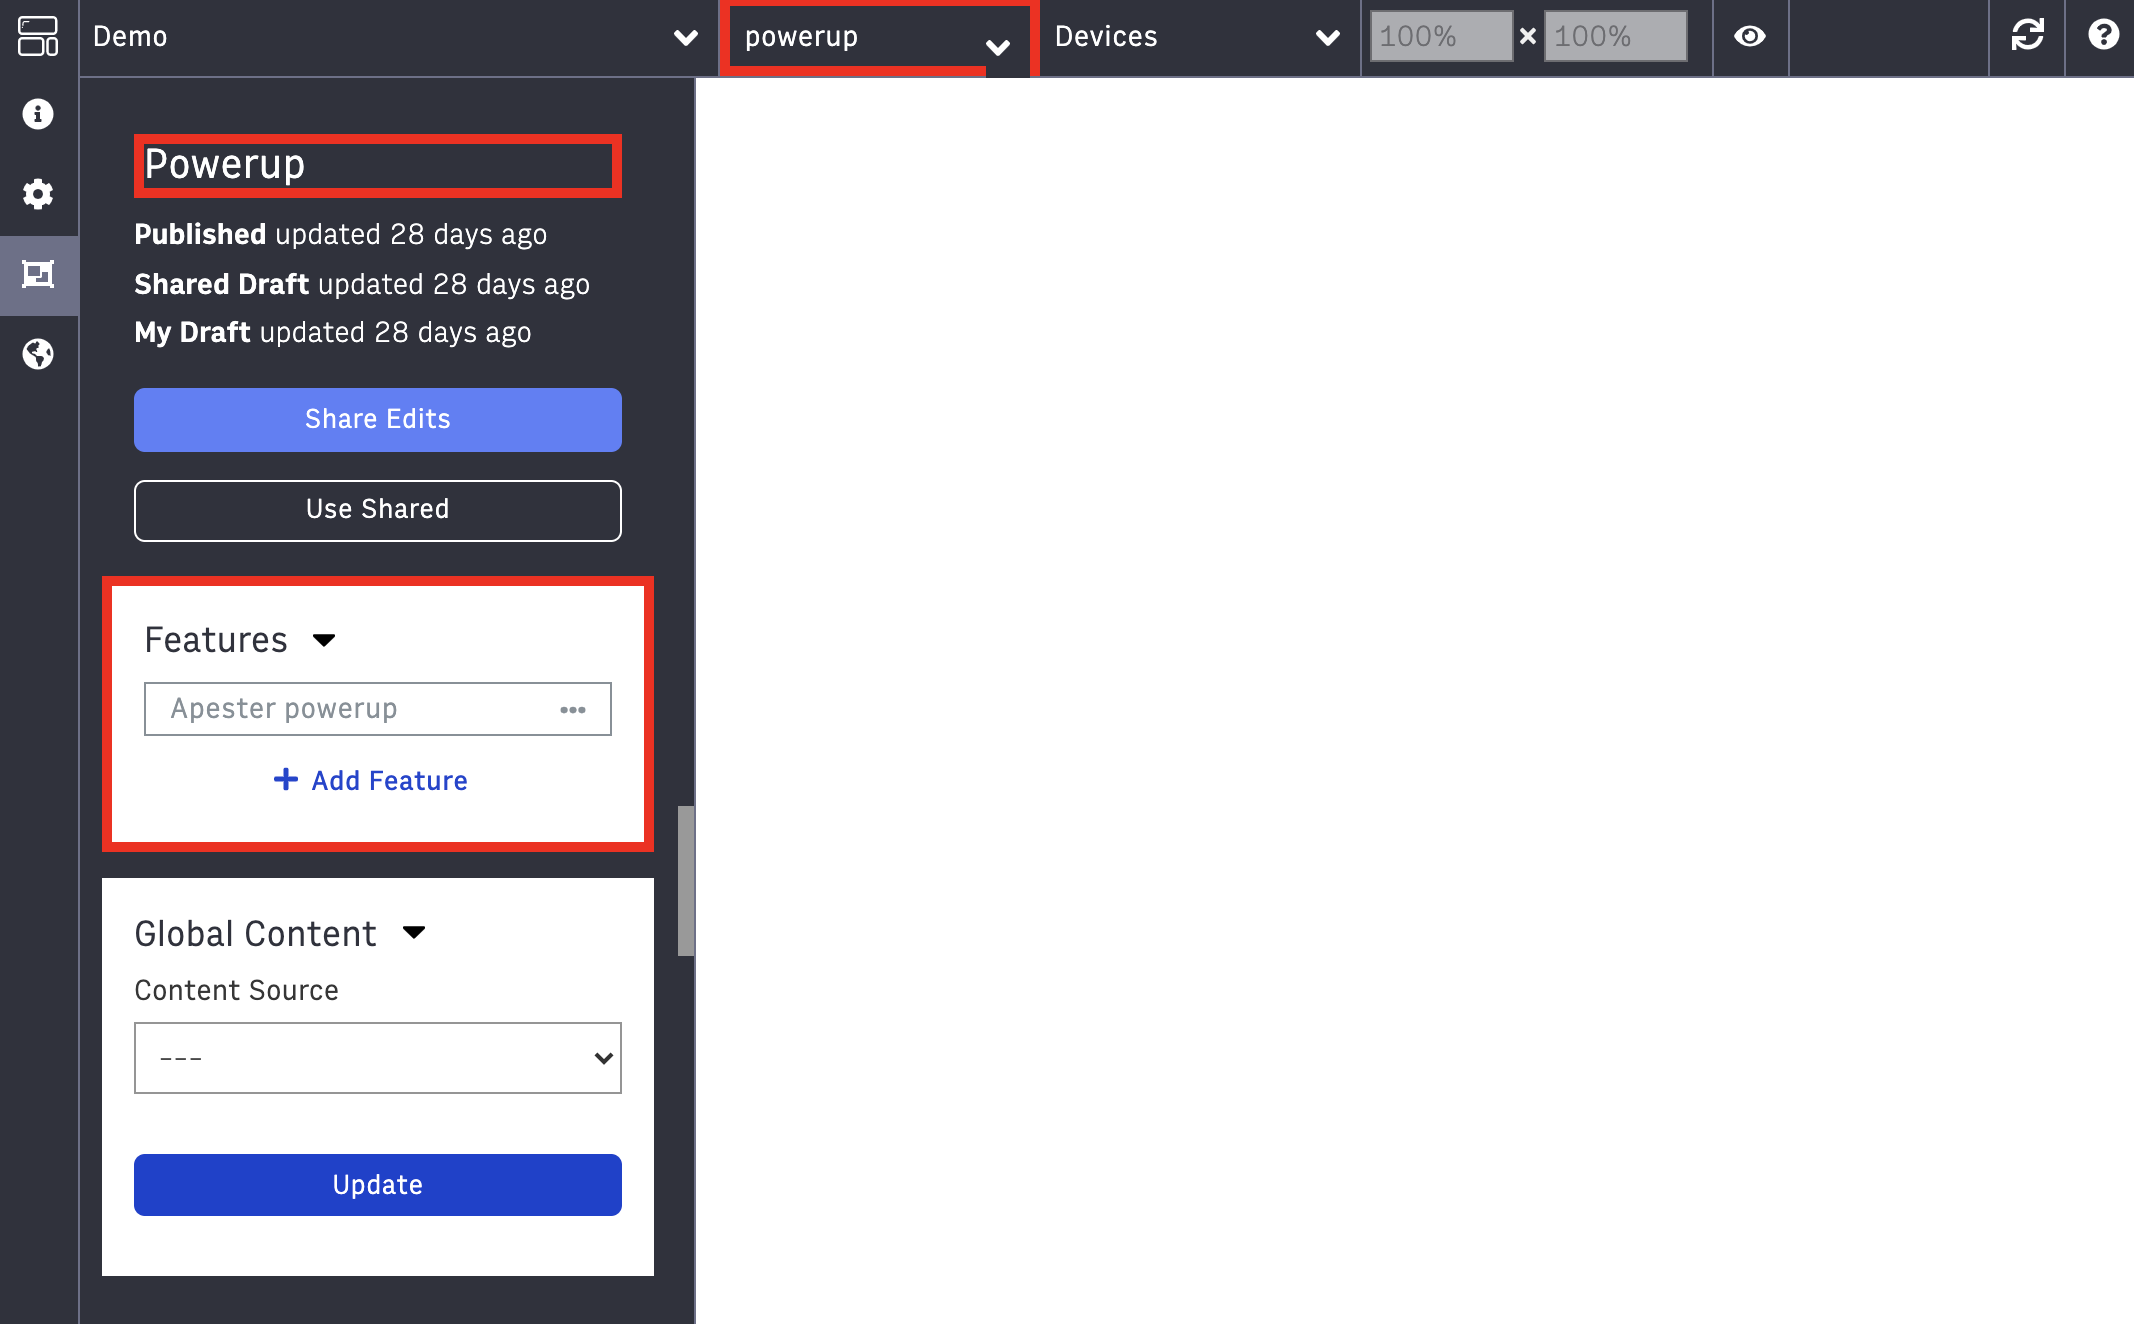 Demo
powerup
Devices
100% × 100%
Powerup
Published updated 28 days ago
Shared Draft updated 28 days ago
My Draft updated 28 days ago
Share Edits
Use Shared
Features
Apester powerup
+ Add Feature
Global Content
Content Source
---
Update